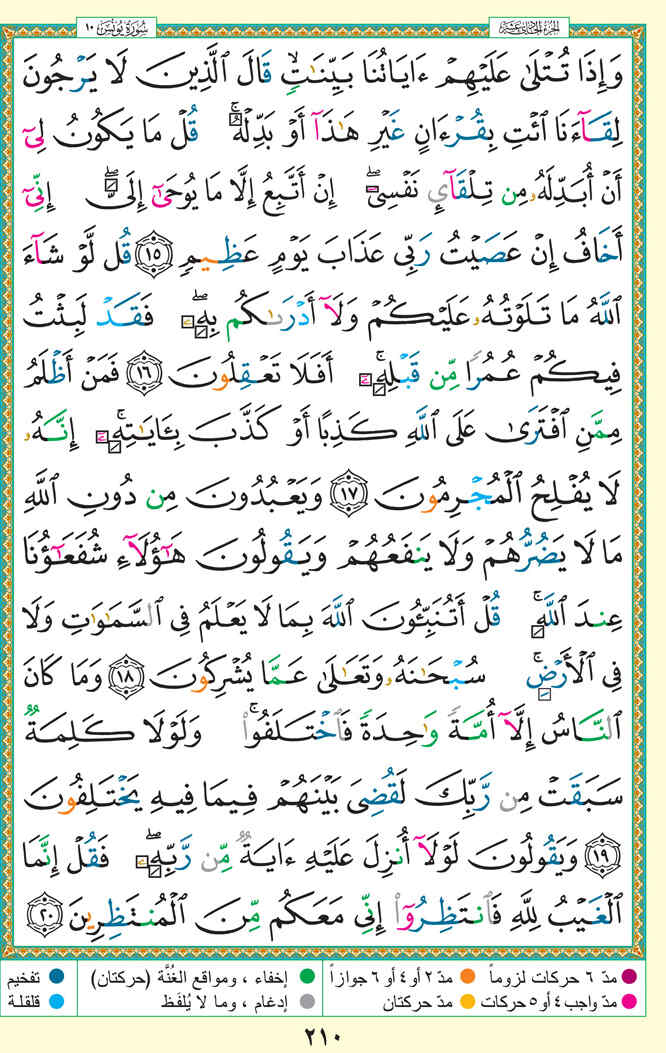 سُورَةُ يُونُسَ ١٠
الجزء الحادي عشر
وَإِذَا تُتْلَىٰ عَلَيْهِمْ ءَايَاتُنَا بَيِّنَٰتٍۙ قَالَ ٱلَّذِينَ لَا يَرْجُونَ
لِقَآءَنَا ٱئْتِ بِقُرْءَانٍ غَيْرِ هَٰذَآ أَوْ بَدِّلْهُۚ قُلْ مَا يَكُونُ لِىٓ
أَنْ أُبَدِّلَهُۥ مِن تِلْقَآئِ نَفْسِىٓۖ إِنْ أَتَّبِعُ إِلَّا مَا يُوحَىٰٓ إِلَىَّۖ إِنِّىٓ
أَخَافُ إِنْ عَصَيْتُ رَبِّى عَذَابَ يَوْمٍ عَظِيمٍ ١٥ قُل لَّوْ شَآءَ
ٱللَّهُ مَا تَلَوْتُهُۥ عَلَيْكُمْ وَلَآ أَدْرَىٰكُم بِهِۦۖ فَقَدْ لَبِثْتُ
فِيكُمْ عُمُرًا مِّن قَبْلِهِۦٓۚ أَفَلَا تَعْقِلُونَ ١٦ فَمَنْ أَظْلَمُ
مِمَّنِ ٱفْتَرَىٰ عَلَى ٱللَّهِ كَذِبًا أَوْ كَذَّبَ بِـَٔايَٰتِهِۦٓۚ إِنَّهُۥ
لَا يُفْلِحُ ٱلْمُجْرِمُونَ ١٧ وَيَعْبُدُونَ مِن دُونِ ٱللَّهِ
مَا لَا يَضُرُّهُمْ وَلَا يَنفَعُهُمْ وَيَقُولُونَ هَٰٓؤُلَآءِ شُفَعَٰٓؤُنَا
عِندَ ٱللَّهِۚ قُلْ أَتُنَبِّـُٔونَ ٱللَّهَ بِمَا لَا يَعْلَمُ فِى ٱلسَّمَٰوَٰتِ وَلَا
فِى ٱلْأَرْضِۚ سُبْحَٰنَهُۥ وَتَعَٰلَىٰ عَمَّا يُشْرِكُونَ ١٨ وَمَا كَانَ
ٱلنَّاسُ إِلَّآ أُمَّةً وَٰحِدَةً فَٱخْتَلَفُوا۟ۚ وَلَوْلَا كَلِمَةٌ
سَبَقَتْ مِن رَّبِّكَ لَقُضِىَ بَيْنَهُمْ فِيمَا فِيهِ يَخْتَلِفُونَ
١٩ وَيَقُولُونَ لَوْلَآ أُنزِلَ عَلَيْهِ ءَايَةٌ مِّن رَّبِّهِۦۖ فَقُلْ إِنَّمَا
ٱلْغَيْبُ لِلَّهِ فَٱنتَظِرُوٓا۟ إِنِّى مَعَكُم مِّنَ ٱلْمُنتَظِرِينَ ٢٠
مدّ ٦ حركات لزوماً مدّ ٢ أو ٤ أو ٦ جوازاً إخفاء ، ومواقع الغُنَّة (حركتان) تفخيم
مدّ واجب ٤ أو ٥ حركات مدّ حركتان إدغام ، وما لا يُلفَظ قلقلة
٢١٠